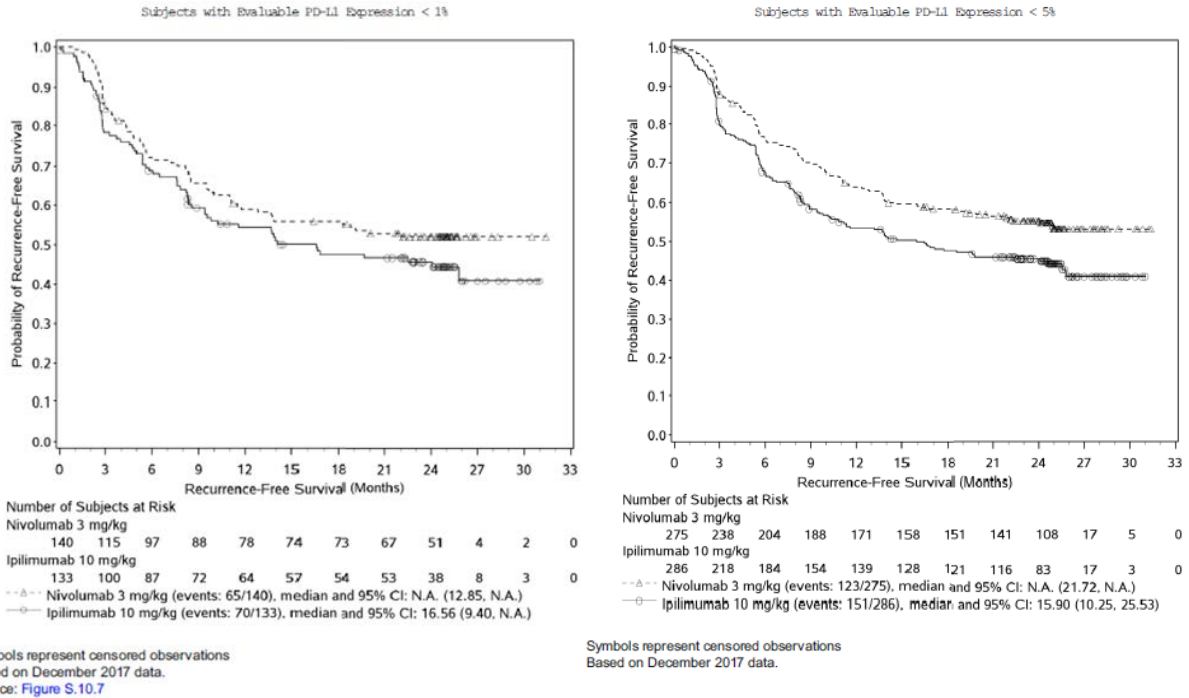 Subjects with Evaluable PD-L1 Expression < 1%
Probability of Recurrence-Free Survival
1.0
0.9
0.8
0.7
0.6
0.5
0.4
0.3
0.2
0.1
0.0
0 3 6 9 12 15 18 21 24 27 30 33
Recurrence-Free Survival (Months)
Number of Subjects at Risk
Nivolumab 3 mg/kg
140 115 97 88 78 74 73 67 51 4 2 0
Ipilimumab 10 mg/kg
133 100 87 72 64 57 54 53 38 8 3 0
Nivolumab 3 mg/kg (events: 65/140), median and 95% CI: N.A. (12.85, N.A.)
Ipilimumab 10 mg/kg (events: 70/133), median and 95% CI: 16.56 (9.40, N.A.)
bols represent censored observations
d on December 2017 data.
ce: Figure S.10.7
Subjects with Evaluable PD-L1 Expression < 5%
Probability of Recurrence-Free Survival
1.0
0.9
0.8
0.7
0.6
0.5
0.4
0.3
0.2
0.1
0.0
0 3 6 9 12 15 18 21 24 27 30 33
Recurrence-Free Survival (Months)
Number of Subjects at Risk
Nivolumab 3 mg/kg
275 238 204 188 171 158 151 141 108 17 5 0
Ipilimumab 10 mg/kg
286 218 184 154 139 128 121 116 83 17 3 0
Nivolumab 3 mg/kg (events: 123/275), median and 95% CI: N.A. (21.72, N.A.)
Ipilimumab 10 mg/kg (events: 151/286), median and 95% CI: 15.90 (10.25, 25.53)
Symbols represent censored observations
Based on December 2017 data.